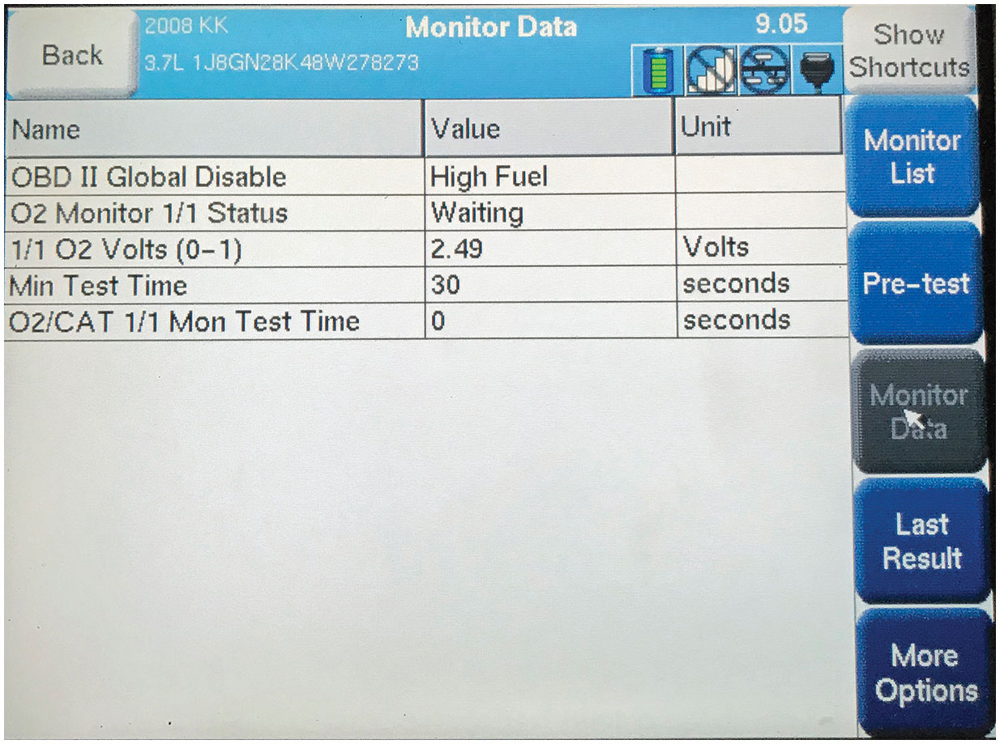 Back
2008 KK
Monitor Data
9.05
Show
Shortcuts
3.7L 1J8GN28K48W278273
Name Value Unit
OBD II Global Disable High Fuel
O2 Monitor 1/1 Status Waiting
1/1 O2 Volts (0-1) 2.49 Volts
Min Test Time 30 seconds
O2/CAT 1/1 Mon Test Time 0 seconds
Monitor
List
Pre-test
Monitor
Data
Last
Result
More
Options